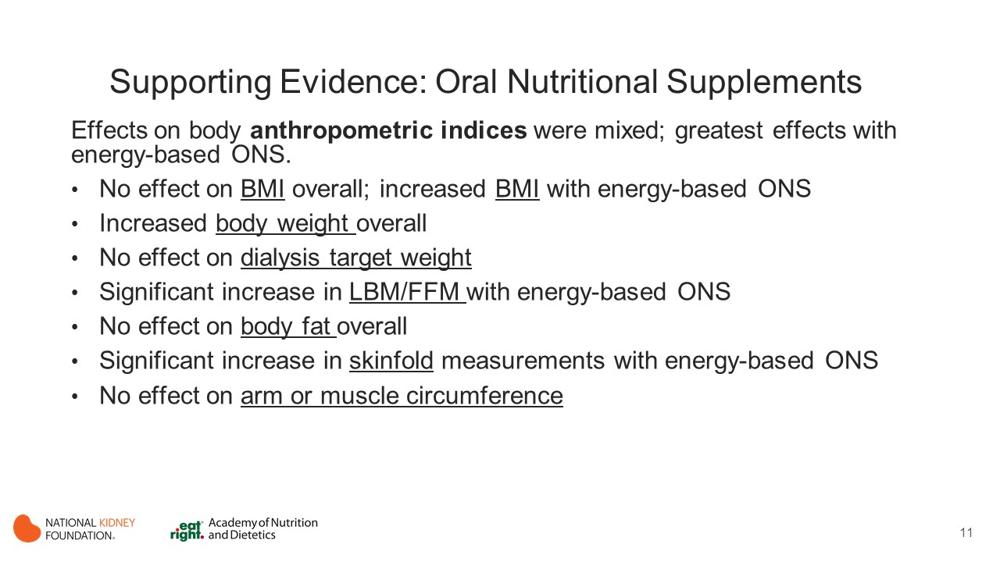 Supporting Evidence: Oral Nutritional Supplements
Effects on body anthropometric indices were mixed; greatest effects with
energy-based ONS.
• No effect on BMI overall; increased BMI with energy-based ONS
• Increased body weight overall
• No effect on dialysis target weight
• Significant increase in LBM/FFM with energy-based ONS
• No effect on body fat overall
• Significant increase in skinfold measurements with energy-based ONS
• No effect on arm or muscle circumference
NATIONAL KIDNEY
FOUNDATION®
eat
right.
Academy of Nutrition
and Dietetics
11